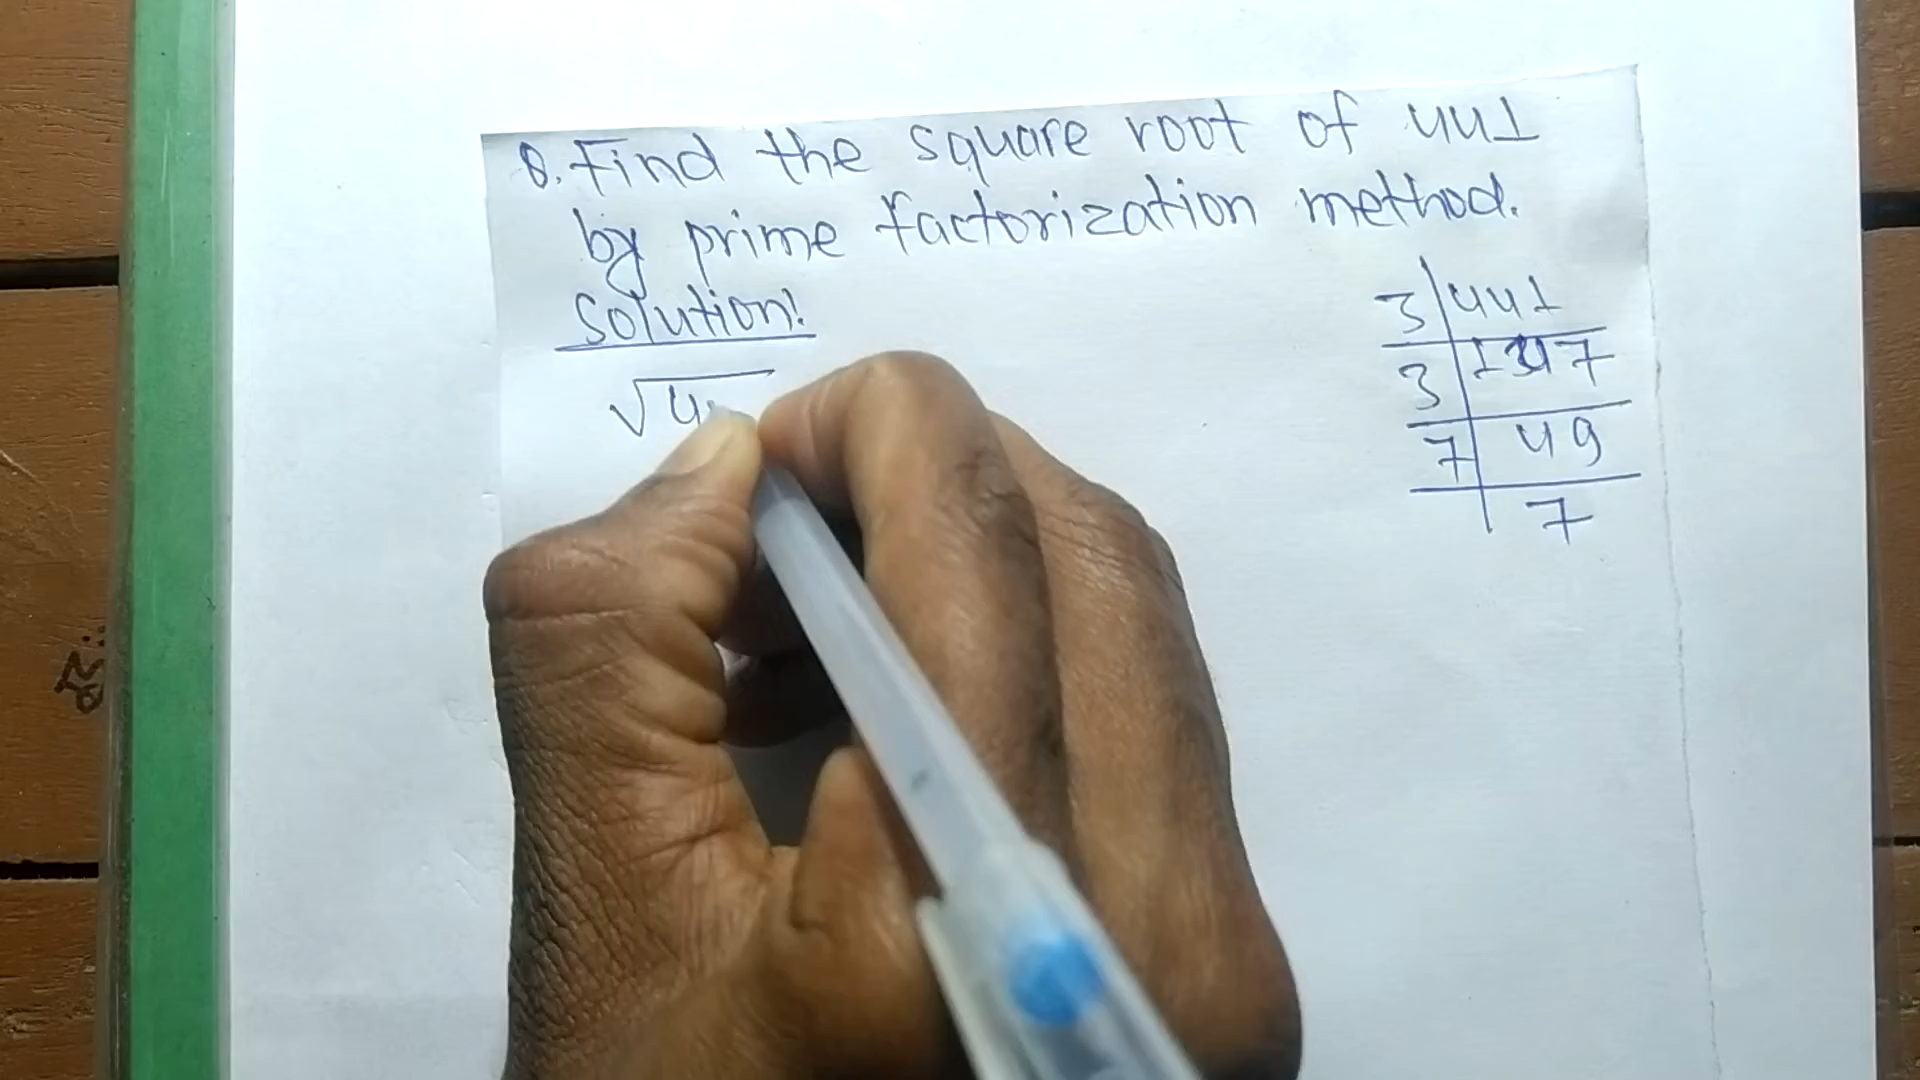 Q. Find the square root of 441
by prime factorization method.
Solution!
√4
3 | 441
3 | 147
7 | 49
7